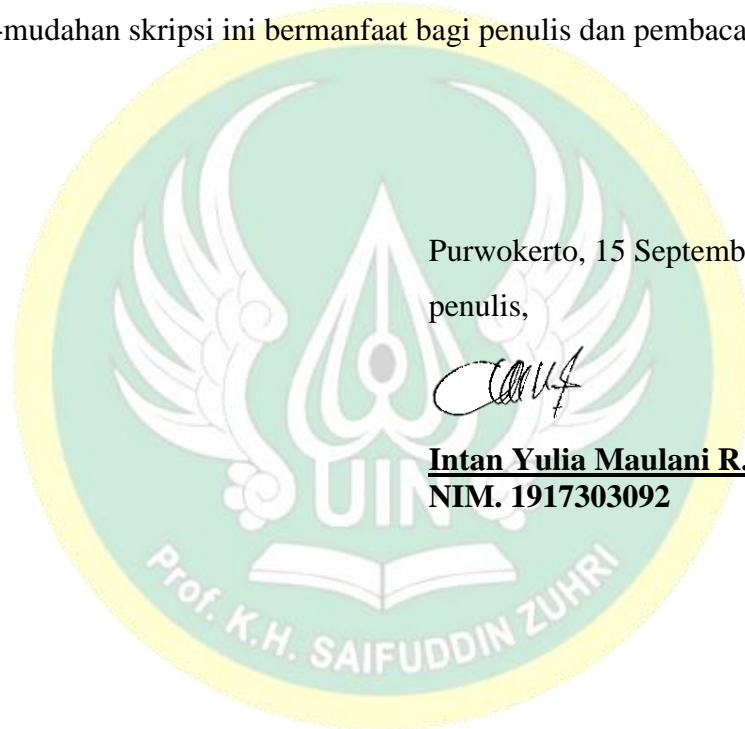 -mudahan skripsi ini bermanfaat bagi penulis dan pembaca
Purwokerto, 15 Septemb
penulis,
Intan Yulia Maulani R.
NIM. 1917303092
UIN
Prof. K.H. SAIFUDDIN ZUHRI